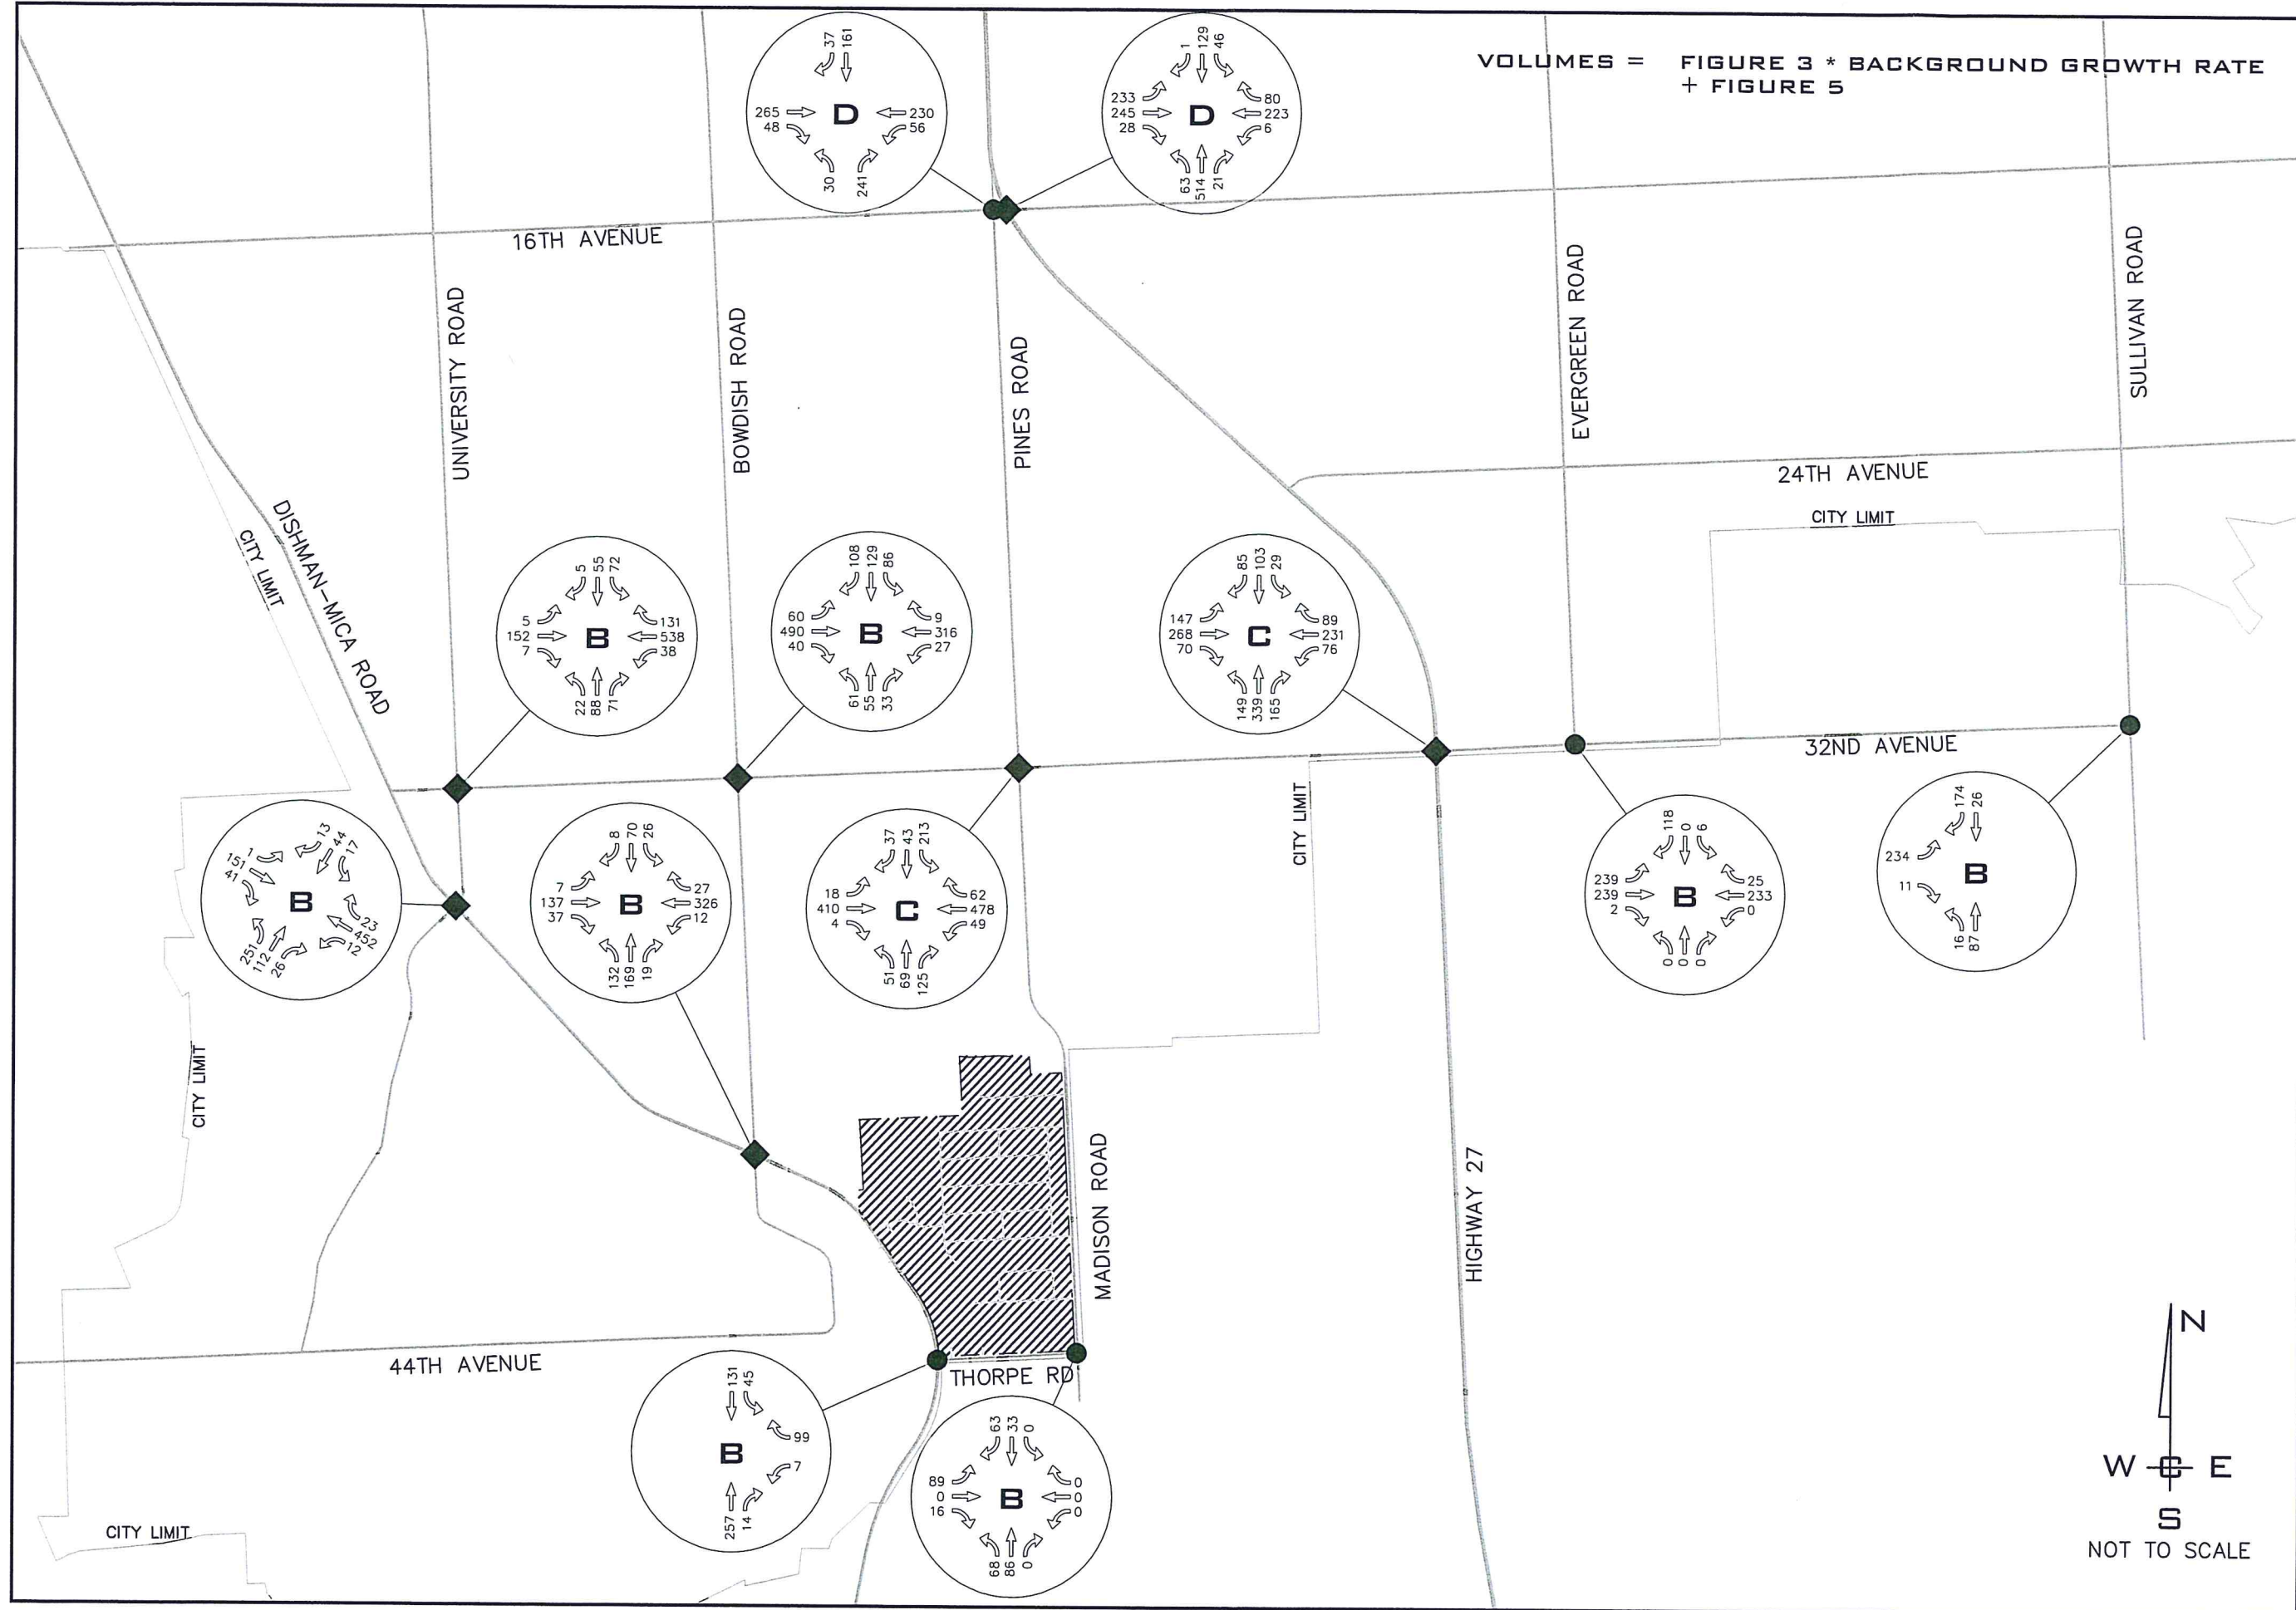 VOLUMES = FIGURE 3 * BACKGROUND GROWTH RATE
+ FIGURE 5
37 161
265
48
D
230
56
30 241
1 129 46
233
245
28
D
80
223
6
63 514 21
16TH AVENUE
UNIVERSITY ROAD
BOWDISH ROAD
PINES ROAD
EVERGREEN ROAD
SULLIVAN ROAD
24TH AVENUE
CITY LIMIT
DISHMAN-MICA ROAD
CITY LIMIT
5 55 72
5
152
7
B
131
538
38
22 88 71
108 129 86
60
490
40
B
9
316
27
61 55 33
85 103 29
147
268
70
C
89
231
76
149 339 165
32ND AVENUE
CITY LIMIT
13 44 17
1
151
41
B
23
452
12
251 112 26
8 70 26
7
137
37
B
27
326
12
132 169 19
37 43 213
18
410
4
C
62
478
49
51 69 125
118 0 6
239
239
2
B
25
233
0
0 0 0
174 26
234
11
B
16 87
CITY LIMIT
MADISON ROAD
HIGHWAY 27
44TH AVENUE
THORPE RD
131 45
B
99
7
257 14
63 33 0
89
0
16
B
0
0
0
68 86 0
CITY LIMIT
N
W E
S
NOT TO SCALE